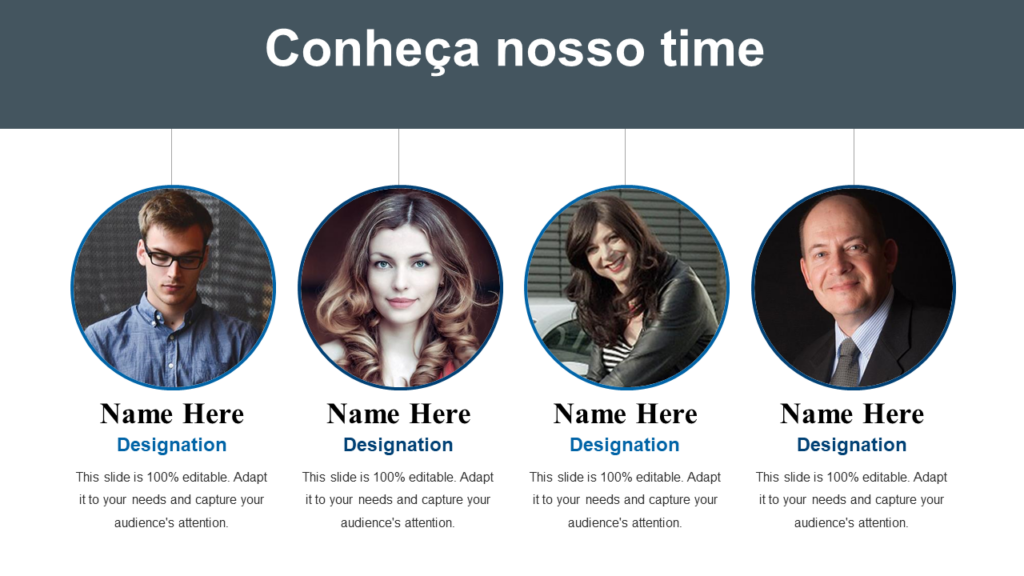 Conheça nosso time
Name Here
Designation
This slide is 100% editable. Adapt
it to your needs and capture your
audience's attention.
Name Here
Designation
This slide is 100% editable. Adapt
it to your needs and capture your
audience's attention.
Name Here
Designation
This slide is 100% editable. Adapt
it to your needs and capture your
audience's attention.
Name Here
Designation
This slide is 100% editable. Adapt
it to your needs and capture your
audience's attention.